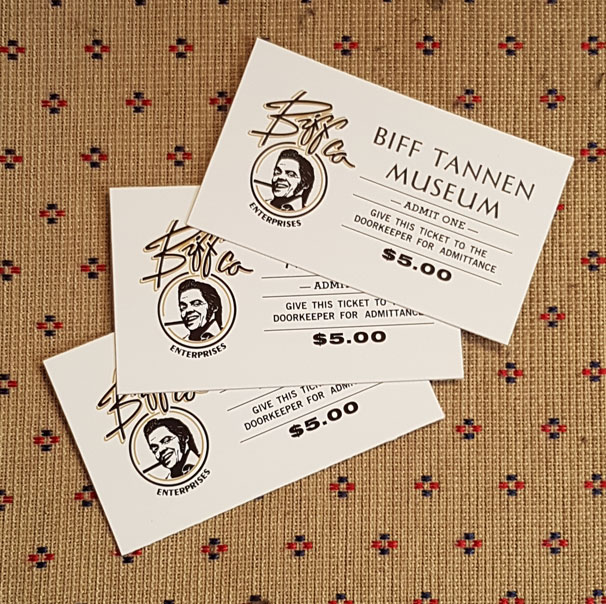 Biff
Co
ENTERPRISES
BIFF TANNEN
MUSEUM
— ADMIT ONE —
GIVE THIS TICKET TO THE
DOORKEEPER FOR ADMITTANCE
$5.00
Biff
Co
ENTERPRISES
— ADMI
GIVE THIS TICKET TO
DOORKEEPER FOR ADMITTANCE
$5.00
Biff
Co
ENTERPRISES
GIVE THIS TICK
DOORKEEPER FOR ADMIT
$5.00